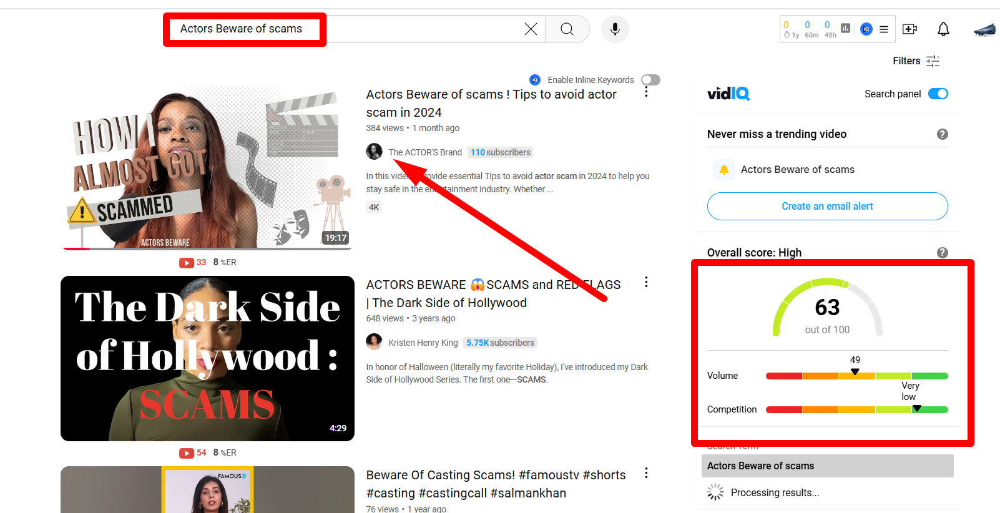 Actors Beware of scams
0 0 0
1y 60m 48h
IQ
Filters
IQ Enable Inline Keywords
HOW I
ALMOST GOT
SCAMMED
ACTORS BEWARE
19:17
33 8 %ER
Actors Beware of scams ! Tips to avoid actor
scam in 2024
384 views • 1 month ago
The ACTOR'S Brand 110 subscribers
In this video, provide essential Tips to avoid actor scam in 2024 to help you
stay safe in the entertainment industry. Whether ...
4K
The Dark Side
of Hollywood :
SCAMS
4:29
54 8 %ER
ACTORS BEWARE 😱SCAMS and RED FLAGS
| The Dark Side of Hollywood
648 views • 3 years ago
Kristen Henry King 5.75K subscribers
In honor of Halloween (literally my favorite Holiday), I've introduced my Dark
Side of Hollywood Series. The first one---SCAMS.
FAMOUS
Beware Of Casting Scams! #famoustv #shorts
#casting #castingcall #salmankhan
76 views • 1 year ago
vidIQ
Search panel
Never miss a trending video ?
Actors Beware of scams
Create an email alert
Overall score: High ?
63
out of 100
49
Volume
Very
low
Competition
Search Term
Actors Beware of scams
Processing results...